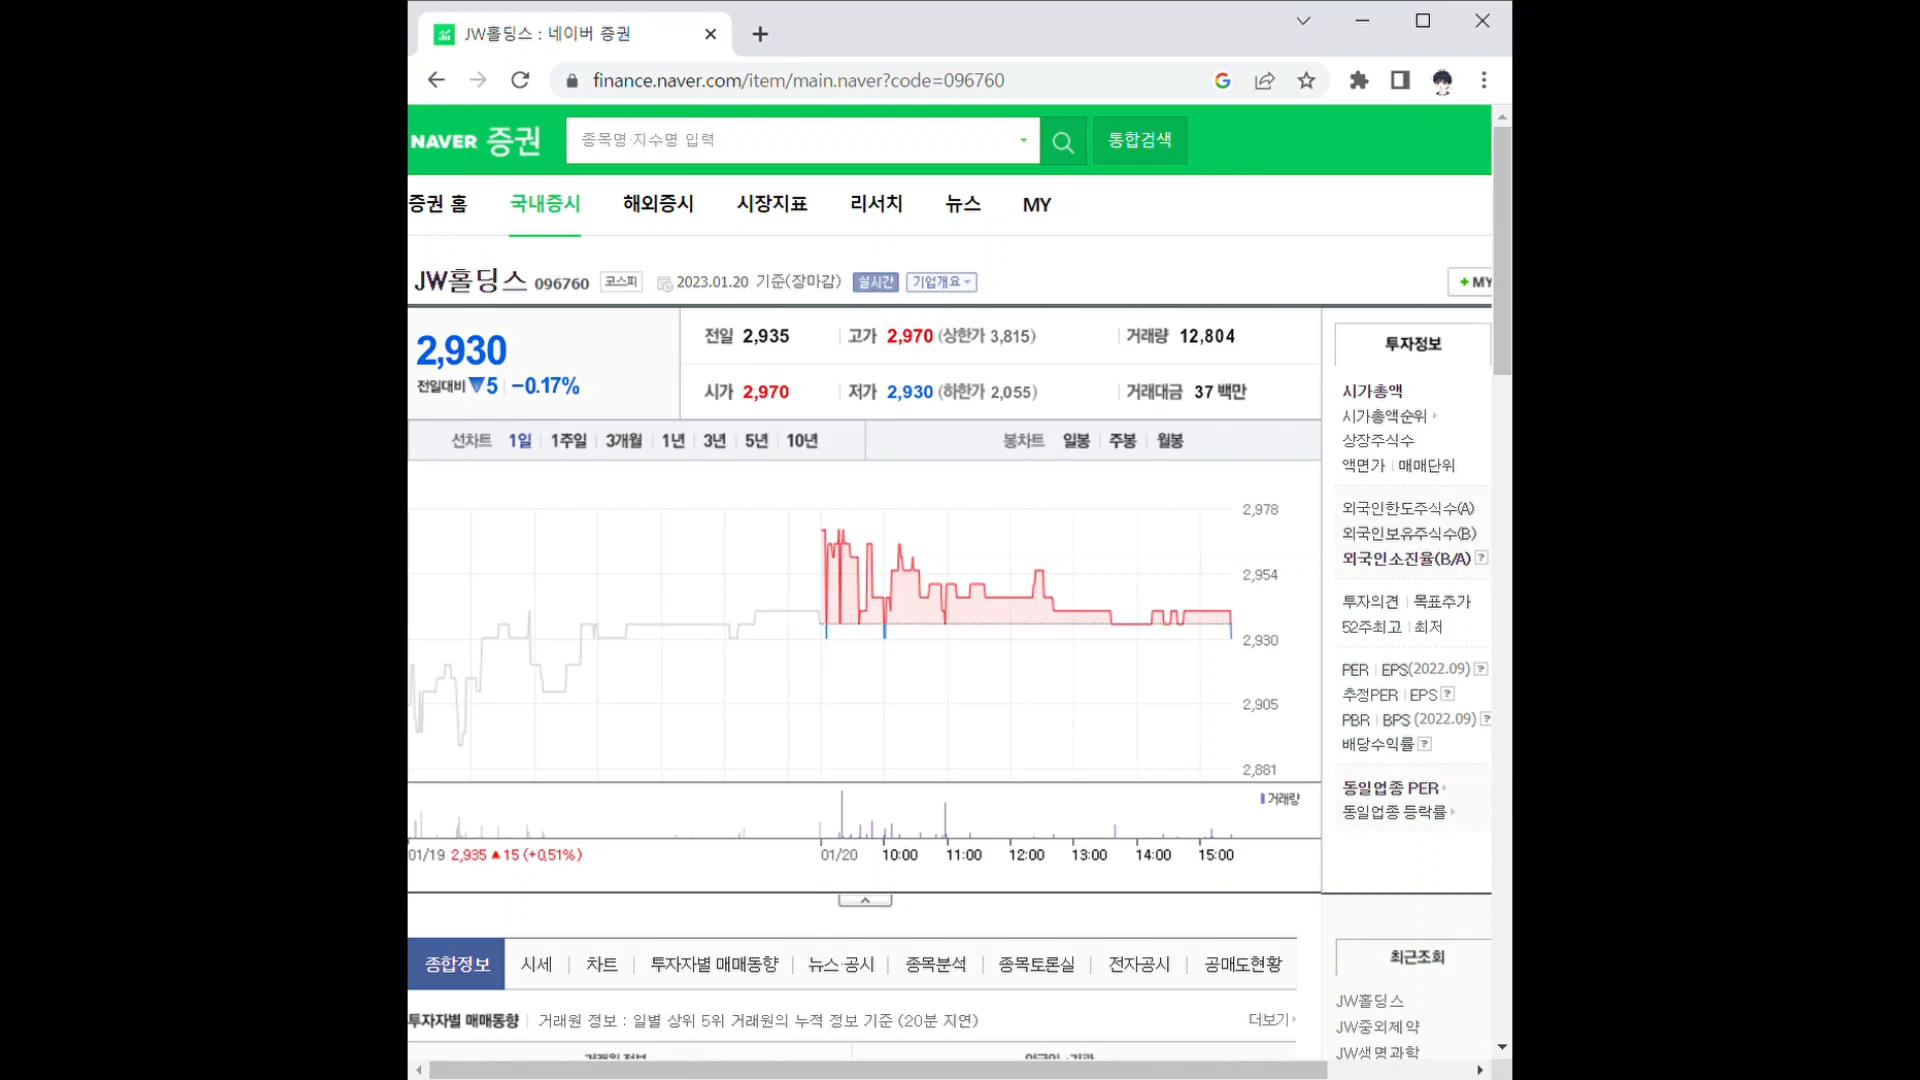 JW홀딩스 : 네이버 증권
finance.naver.com/item/main.naver?code=096760
NAVER 증권
종목명·지수명 입력
통합검색
증권 홈 국내증시 해외증시 시장지표 리서치 뉴스 MY
JW홀딩스 096760 코스피 2023.01.20 기준(장마감) 실시간 기업개요
+ MY
2,930
전일대비 ▼5 -0.17%
전일 2,935 고가 2,970 (상한가 3,815) 거래량 12,804
시가 2,970 저가 2,930 (하한가 2,055) 거래대금 37 백만
선차트 1일 1주일 3개월 1년 3년 5년 10년 봉차트 일봉 주봉 월봉
2,978
2,954
2,930
2,905
2,881
거래량
01/19 2,935 ▲15 (+0.51%) 01/20 10:00 11:00 12:00 13:00 14:00 15:00
투자정보
시가총액
시가총액순위
상장주식수
액면가 매매단위
외국인한도주식수(A)
외국인보유주식수(B)
외국인소진율(B/A) ?
투자의견 목표주가
52주최고 최저
PER EPS(2022.09) ?
추정PER EPS ?
PBR BPS (2022.09) ?
배당수익률 ?
동일업종 PER
동일업종 등락률
종합정보 시세 차트 투자자별 매매동향 뉴스·공시 종목분석 종목토론실 전자공시 공매도현황
투자자별 매매동향 거래원 정보 : 일별 상위 5위 거래원의 누적 정보 기준 (20분 지연) 더보기
최근조회
JW홀딩스
JW중외제약
JW생명과학